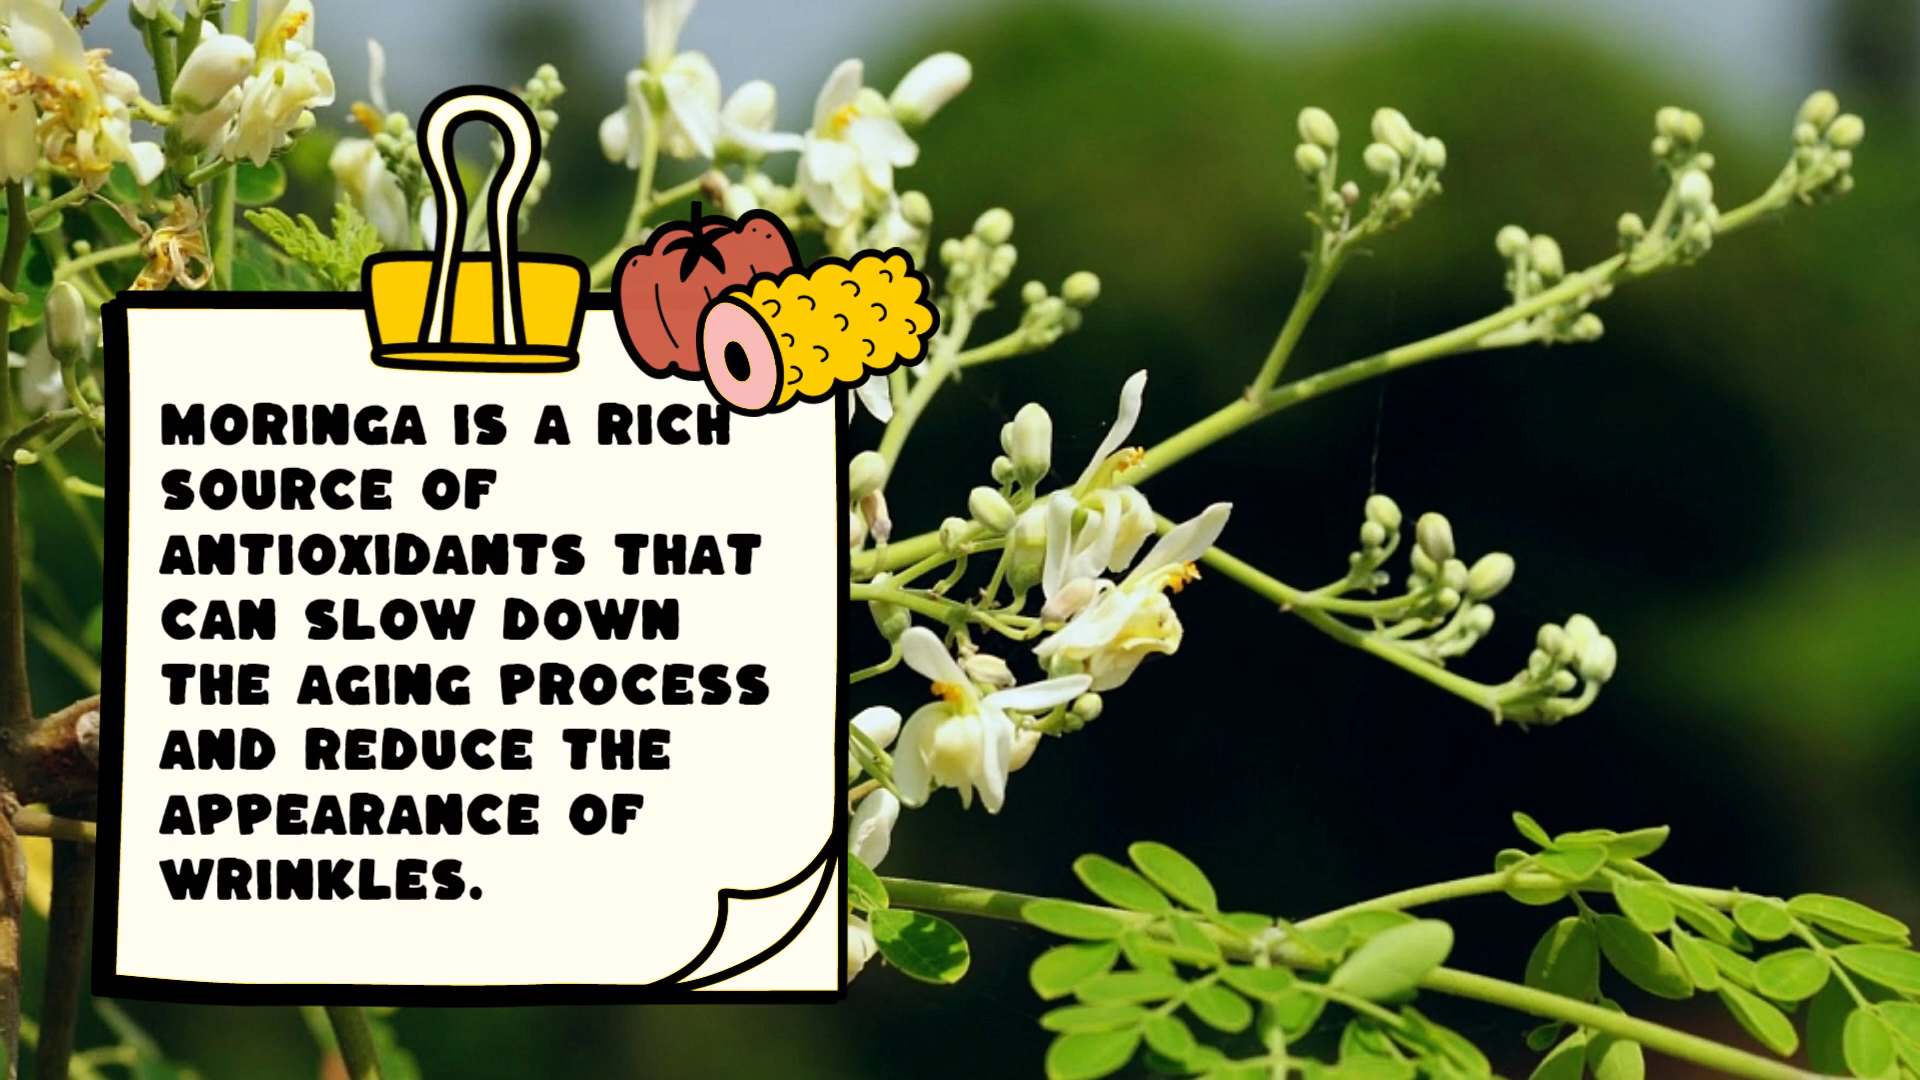 MORINGA IS A RICH
SOURCE OF
ANTIOXIDANTS THAT
CAN SLOW DOWN
THE AGING PROCESS
AND REDUCE THE
APPEARANCE OF
WRINKLES.